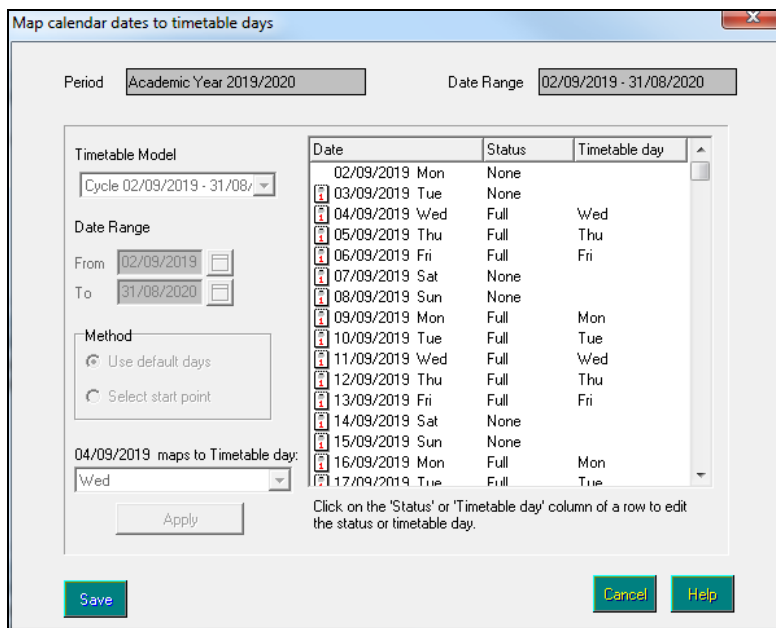 Map calendar dates to timetable days
Period Academic Year 2019/2020 Date Range 02/09/2019 - 31/08/2020
Timetable Model
Cycle 02/09/2019 - 31/08/
Date Range
From 02/09/2019
To 31/08/2020
Method
Use default days
Select start point
04/09/2019 maps to Timetable day:
Wed
Apply
Date Status Timetable day
02/09/2019 Mon None
03/09/2019 Tue None
04/09/2019 Wed Full Wed
05/09/2019 Thu Full Thu
06/09/2019 Fri Full Fri
07/09/2019 Sat None
08/09/2019 Sun None
09/09/2019 Mon Full Mon
10/09/2019 Tue Full Tue
11/09/2019 Wed Full Wed
12/09/2019 Thu Full Thu
13/09/2019 Fri Full Fri
14/09/2019 Sat None
15/09/2019 Sun None
16/09/2019 Mon Full Mon
17/09/2019 Tue Full Tue
Click on the 'Status' or 'Timetable day' column of a row to edit
the status or timetable day.
Save Cancel Help